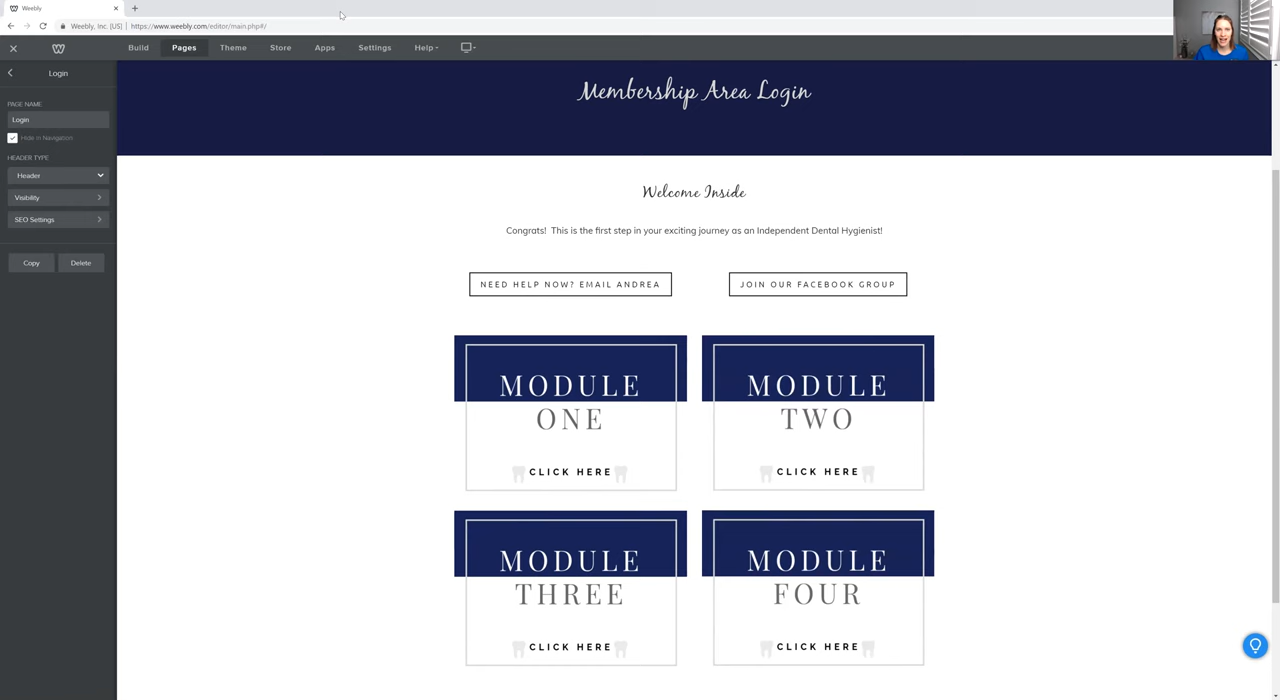 Weebly
Weebly, Inc. [US] https://www.weebly.com/editor/main.php#/
Build Pages Theme Store Apps Settings Help
Login
PAGE NAME
Login
Hide in Navigation
HEADER TYPE
Header
Visibility
SEO Settings
Copy Delete
Membership Area Login
Welcome Inside
Congrats! This is the first step in your exciting journey as an Independent Dental Hygienist!
NEED HELP NOW? EMAIL ANDREA
JOIN OUR FACEBOOK GROUP
MODULE
ONE
CLICK HERE
MODULE
TWO
CLICK HERE
MODULE
THREE
CLICK HERE
MODULE
FOUR
CLICK HERE